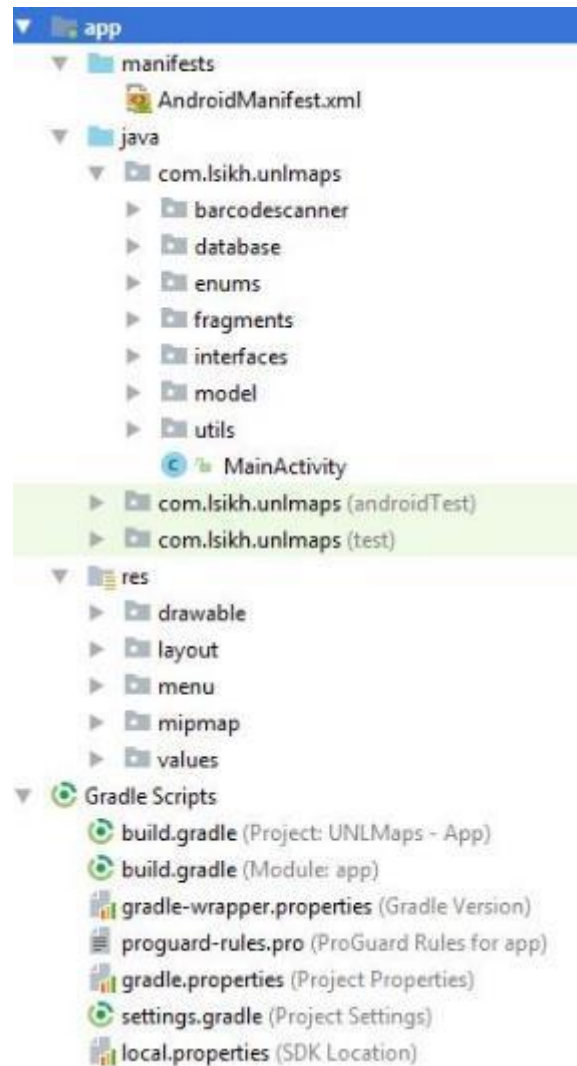 app
manifests
AndroidManifest.xml
java
com.lsikh.unlmaps
barcodescanner
database
enums
fragments
interfaces
model
utils
MainActivity
com.lsikh.unlmaps (androidTest)
com.lsikh.unlmaps (test)
res
drawable
layout
menu
mipmap
values
Gradle Scripts
build.gradle (Project: UNLMaps - App)
build.gradle (Module: app)
gradle-wrapper.properties (Gradle Version)
proguard-rules.pro (ProGuard Rules for app)
gradle.properties (Project Properties)
settings.gradle (Project Settings)
local.properties (SDK Location)